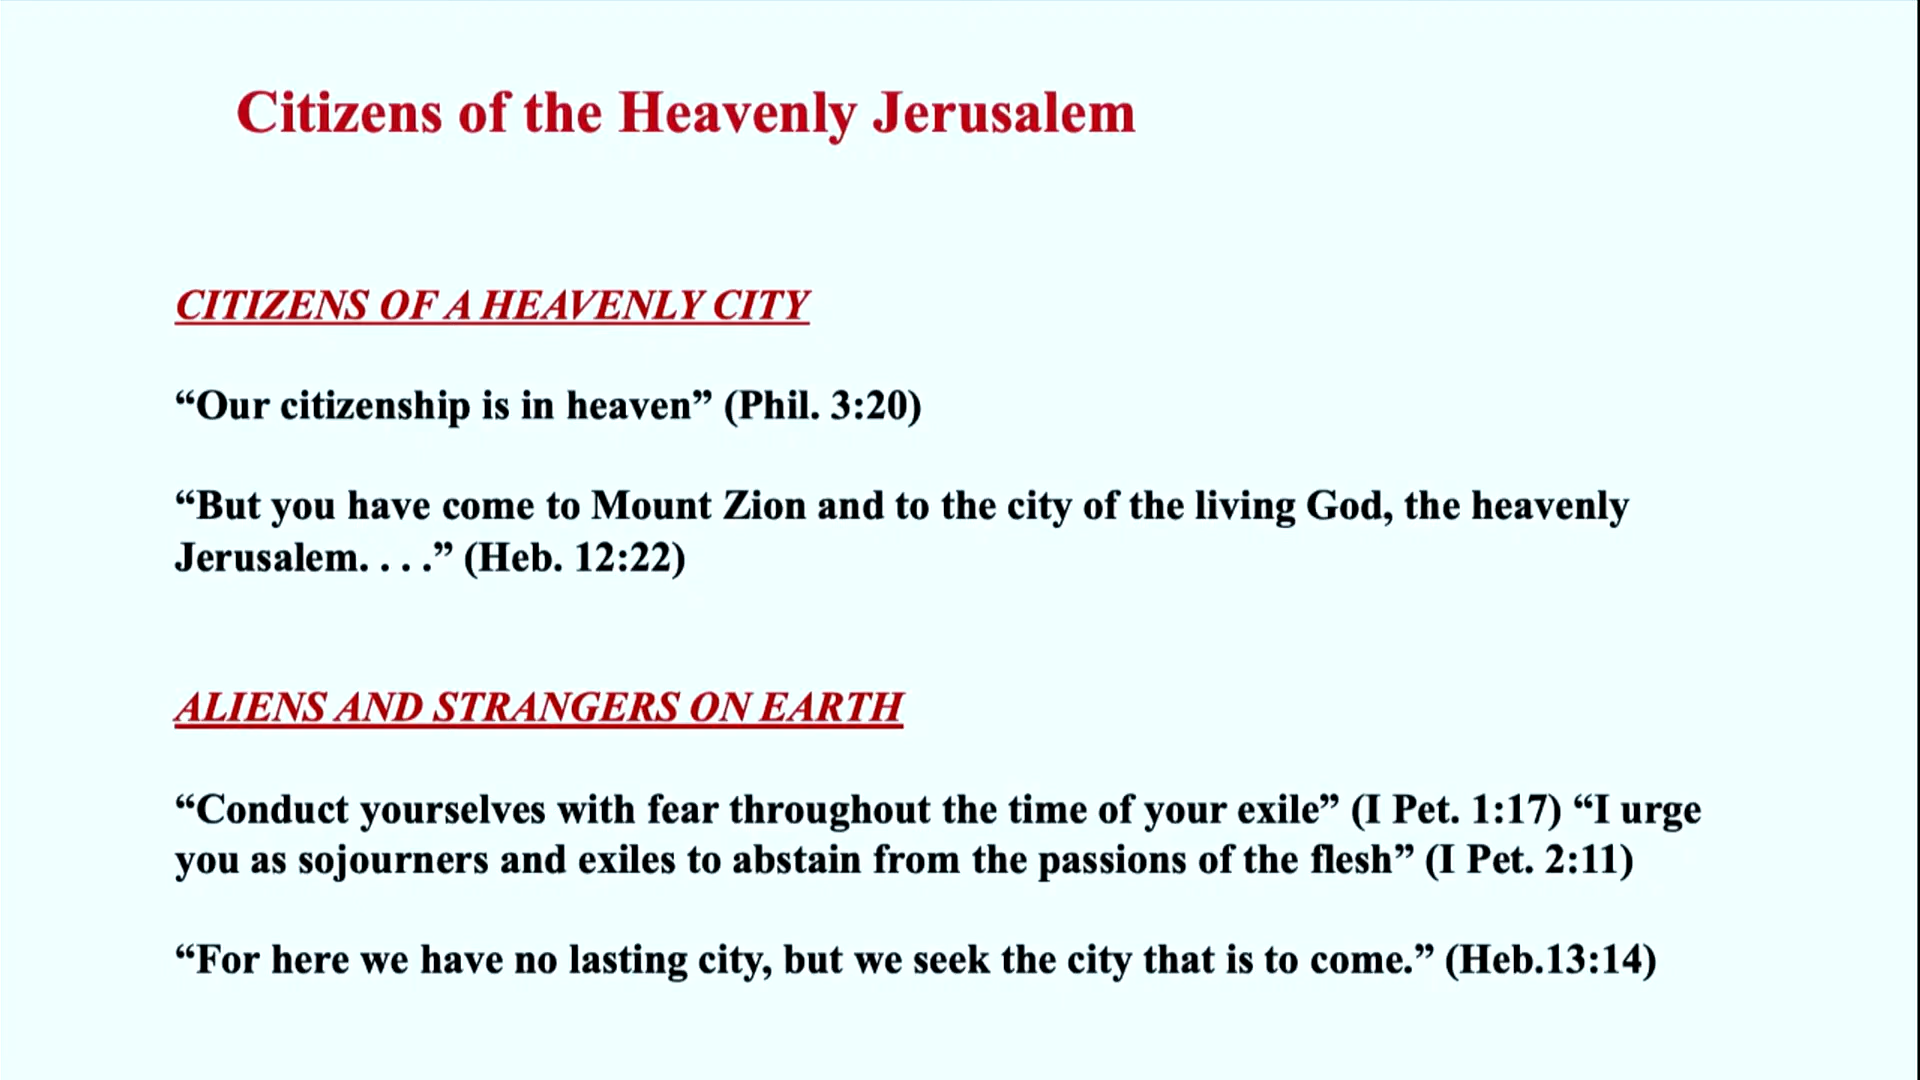 Citizens of the Heavenly Jerusalem
CITIZENS OF A HEAVENLY CITY
“Our citizenship is in heaven” (Phil. 3:20)
“But you have come to Mount Zion and to the city of the living God, the heavenly
Jerusalem. . . .” (Heb. 12:22)
ALIENS AND STRANGERS ON EARTH
“Conduct yourselves with fear throughout the time of your exile” (I Pet. 1:17) “I urge
you as sojourners and exiles to abstain from the passions of the flesh” (I Pet. 2:11)
“For here we have no lasting city, but we seek the city that is to come.” (Heb.13:14)